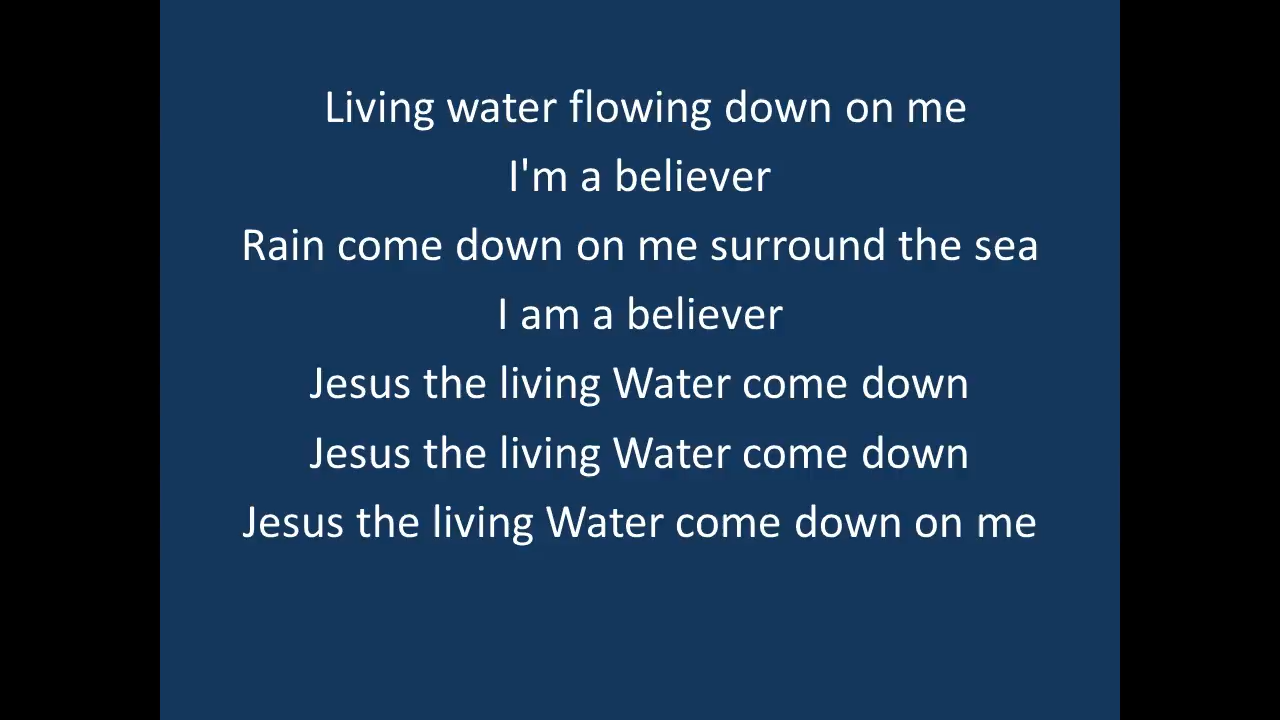 Living water flowing down on me
I'm a believer
Rain come down on me surround the sea
I am a believer
Jesus the living Water come down
Jesus the living Water come down
Jesus the living Water come down on me